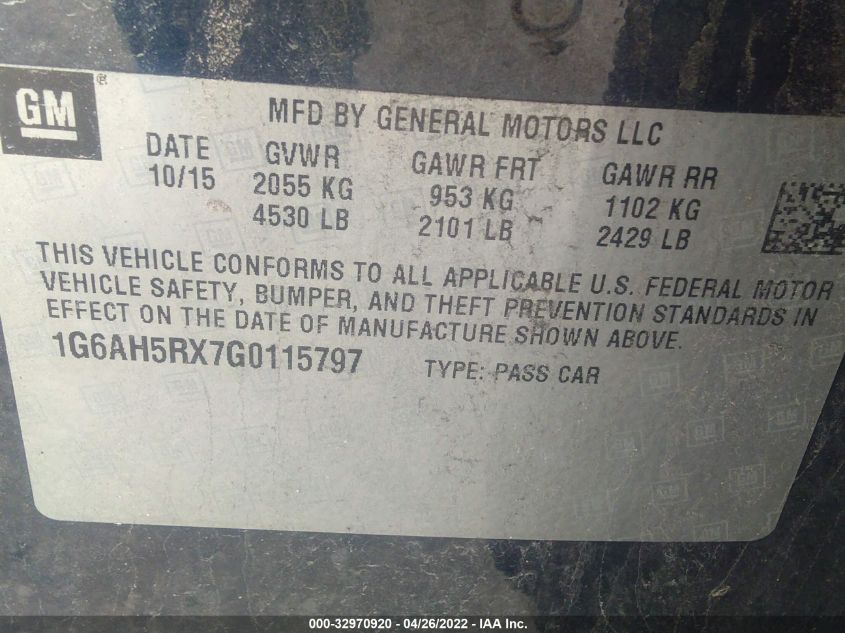 GM ®
MFD BY GENERAL MOTORS LLC
DATE GVWR GAWR FRT GAWR RR
10/15 2055 KG 953 KG 1102 KG
4530 LB 2101 LB 2429 LB
THIS VEHICLE CONFORMS TO ALL APPLICABLE U.S. FEDERAL MOTOR
VEHICLE SAFETY, BUMPER, AND THEFT PREVENTION STANDARDS IN
EFFECT ON THE DATE OF MANUFACTURE SHOWN ABOVE.
1G6AH5RX7G0115797 TYPE: PASS CAR
000-32970920 - 04/26/2022 - IAA Inc.